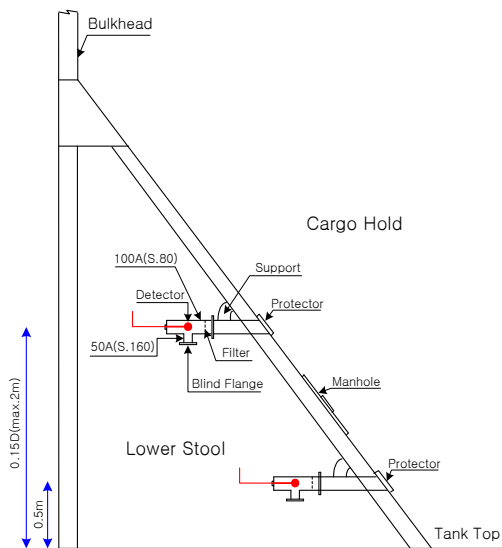 Bulkhead
Cargo Hold
100A(S.80)
Support
Detector
Protector
50A(S.160)
Filter
Blind Flange
Manhole
0.15D(max.2m)
Lower Stool
Protector
0.5m
Tank Top